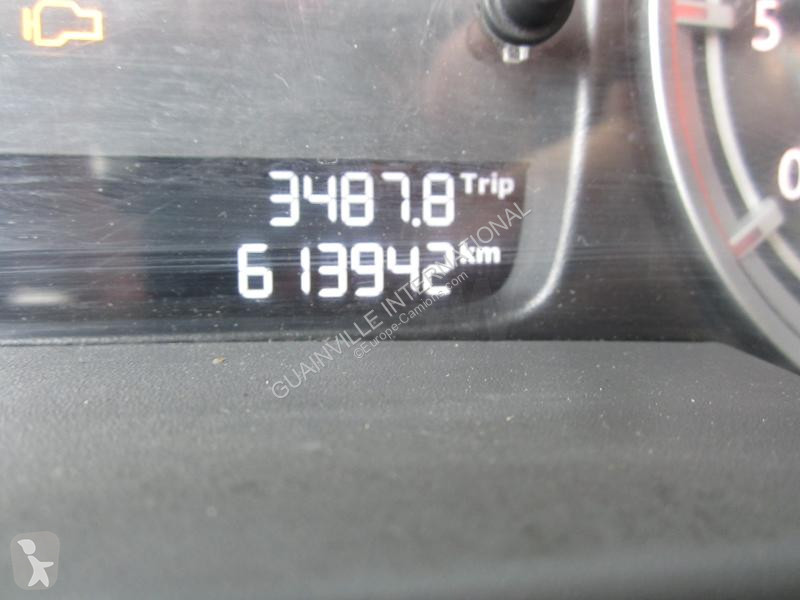 5
3487.8 Trip
0
613942 km
GUAINVILLE INTERNATIONAL
©Europe-Camions.com